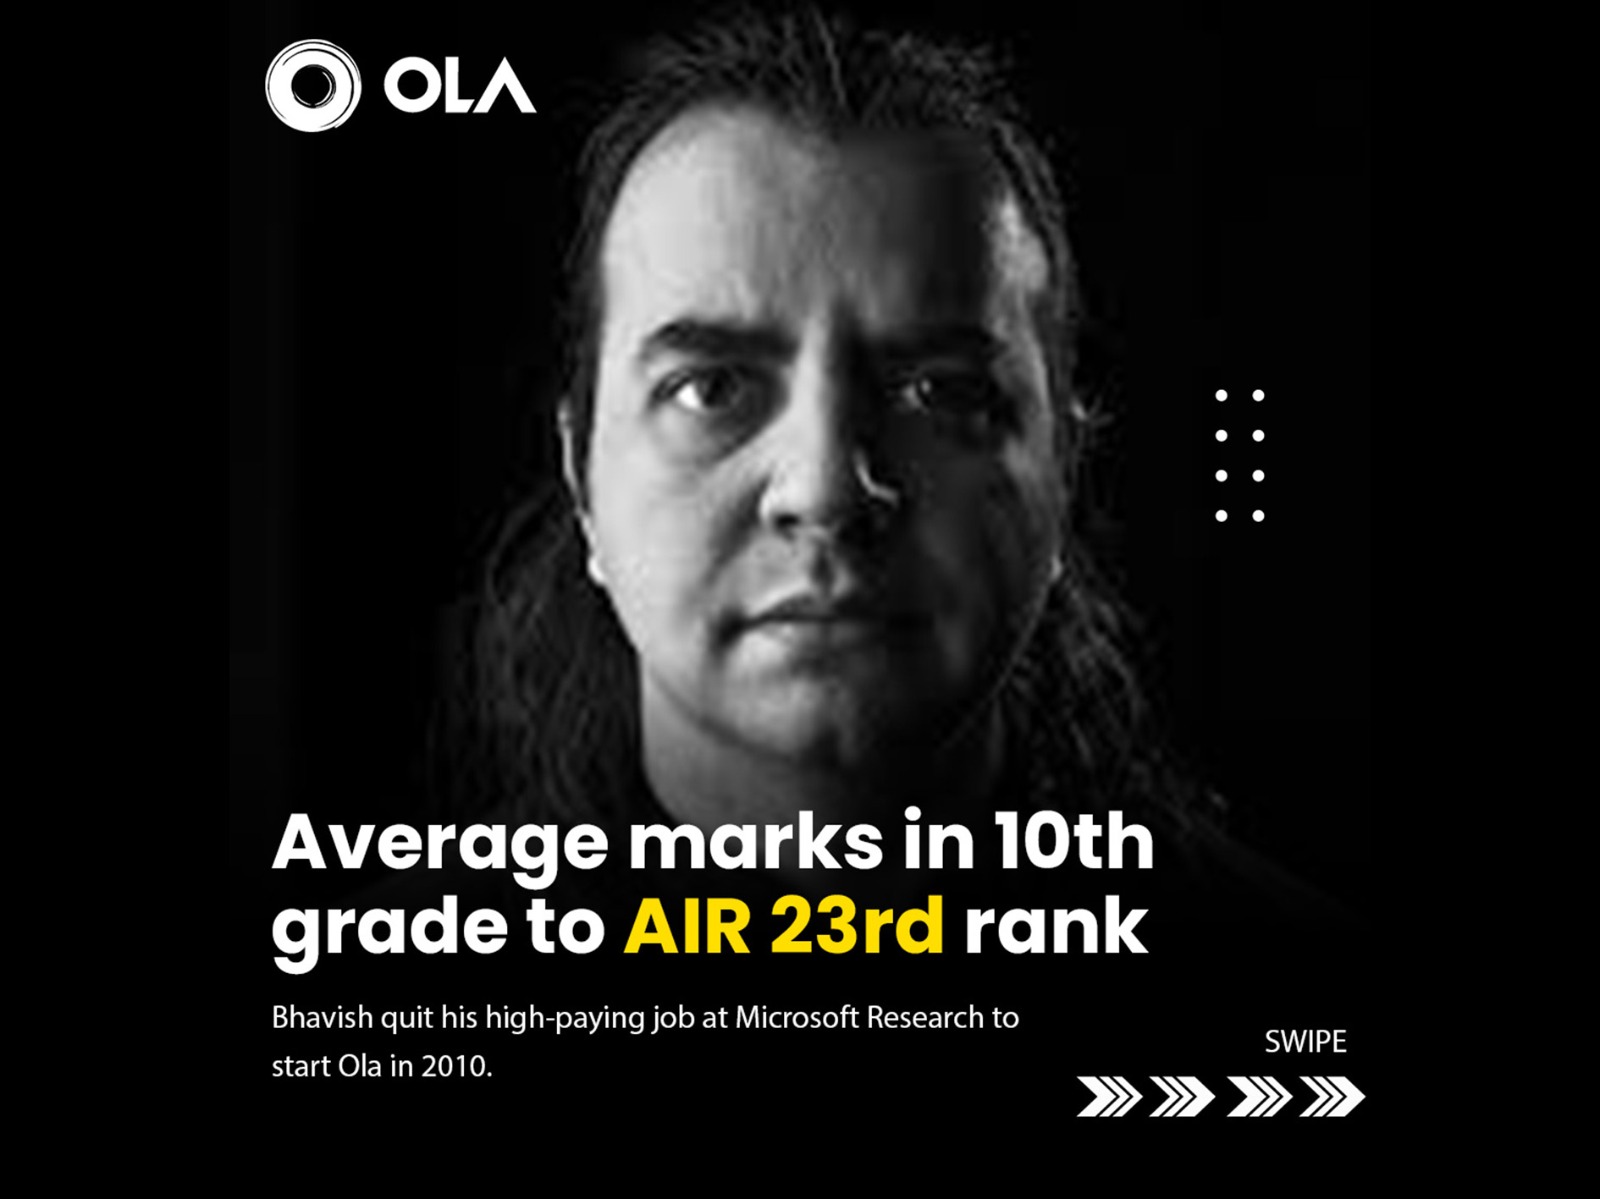 OLA
Average marks in 10th
grade to AIR 23rd rank
Bhavish quit his high-paying job at Microsoft Research to
start Ola in 2010.
SWIPE